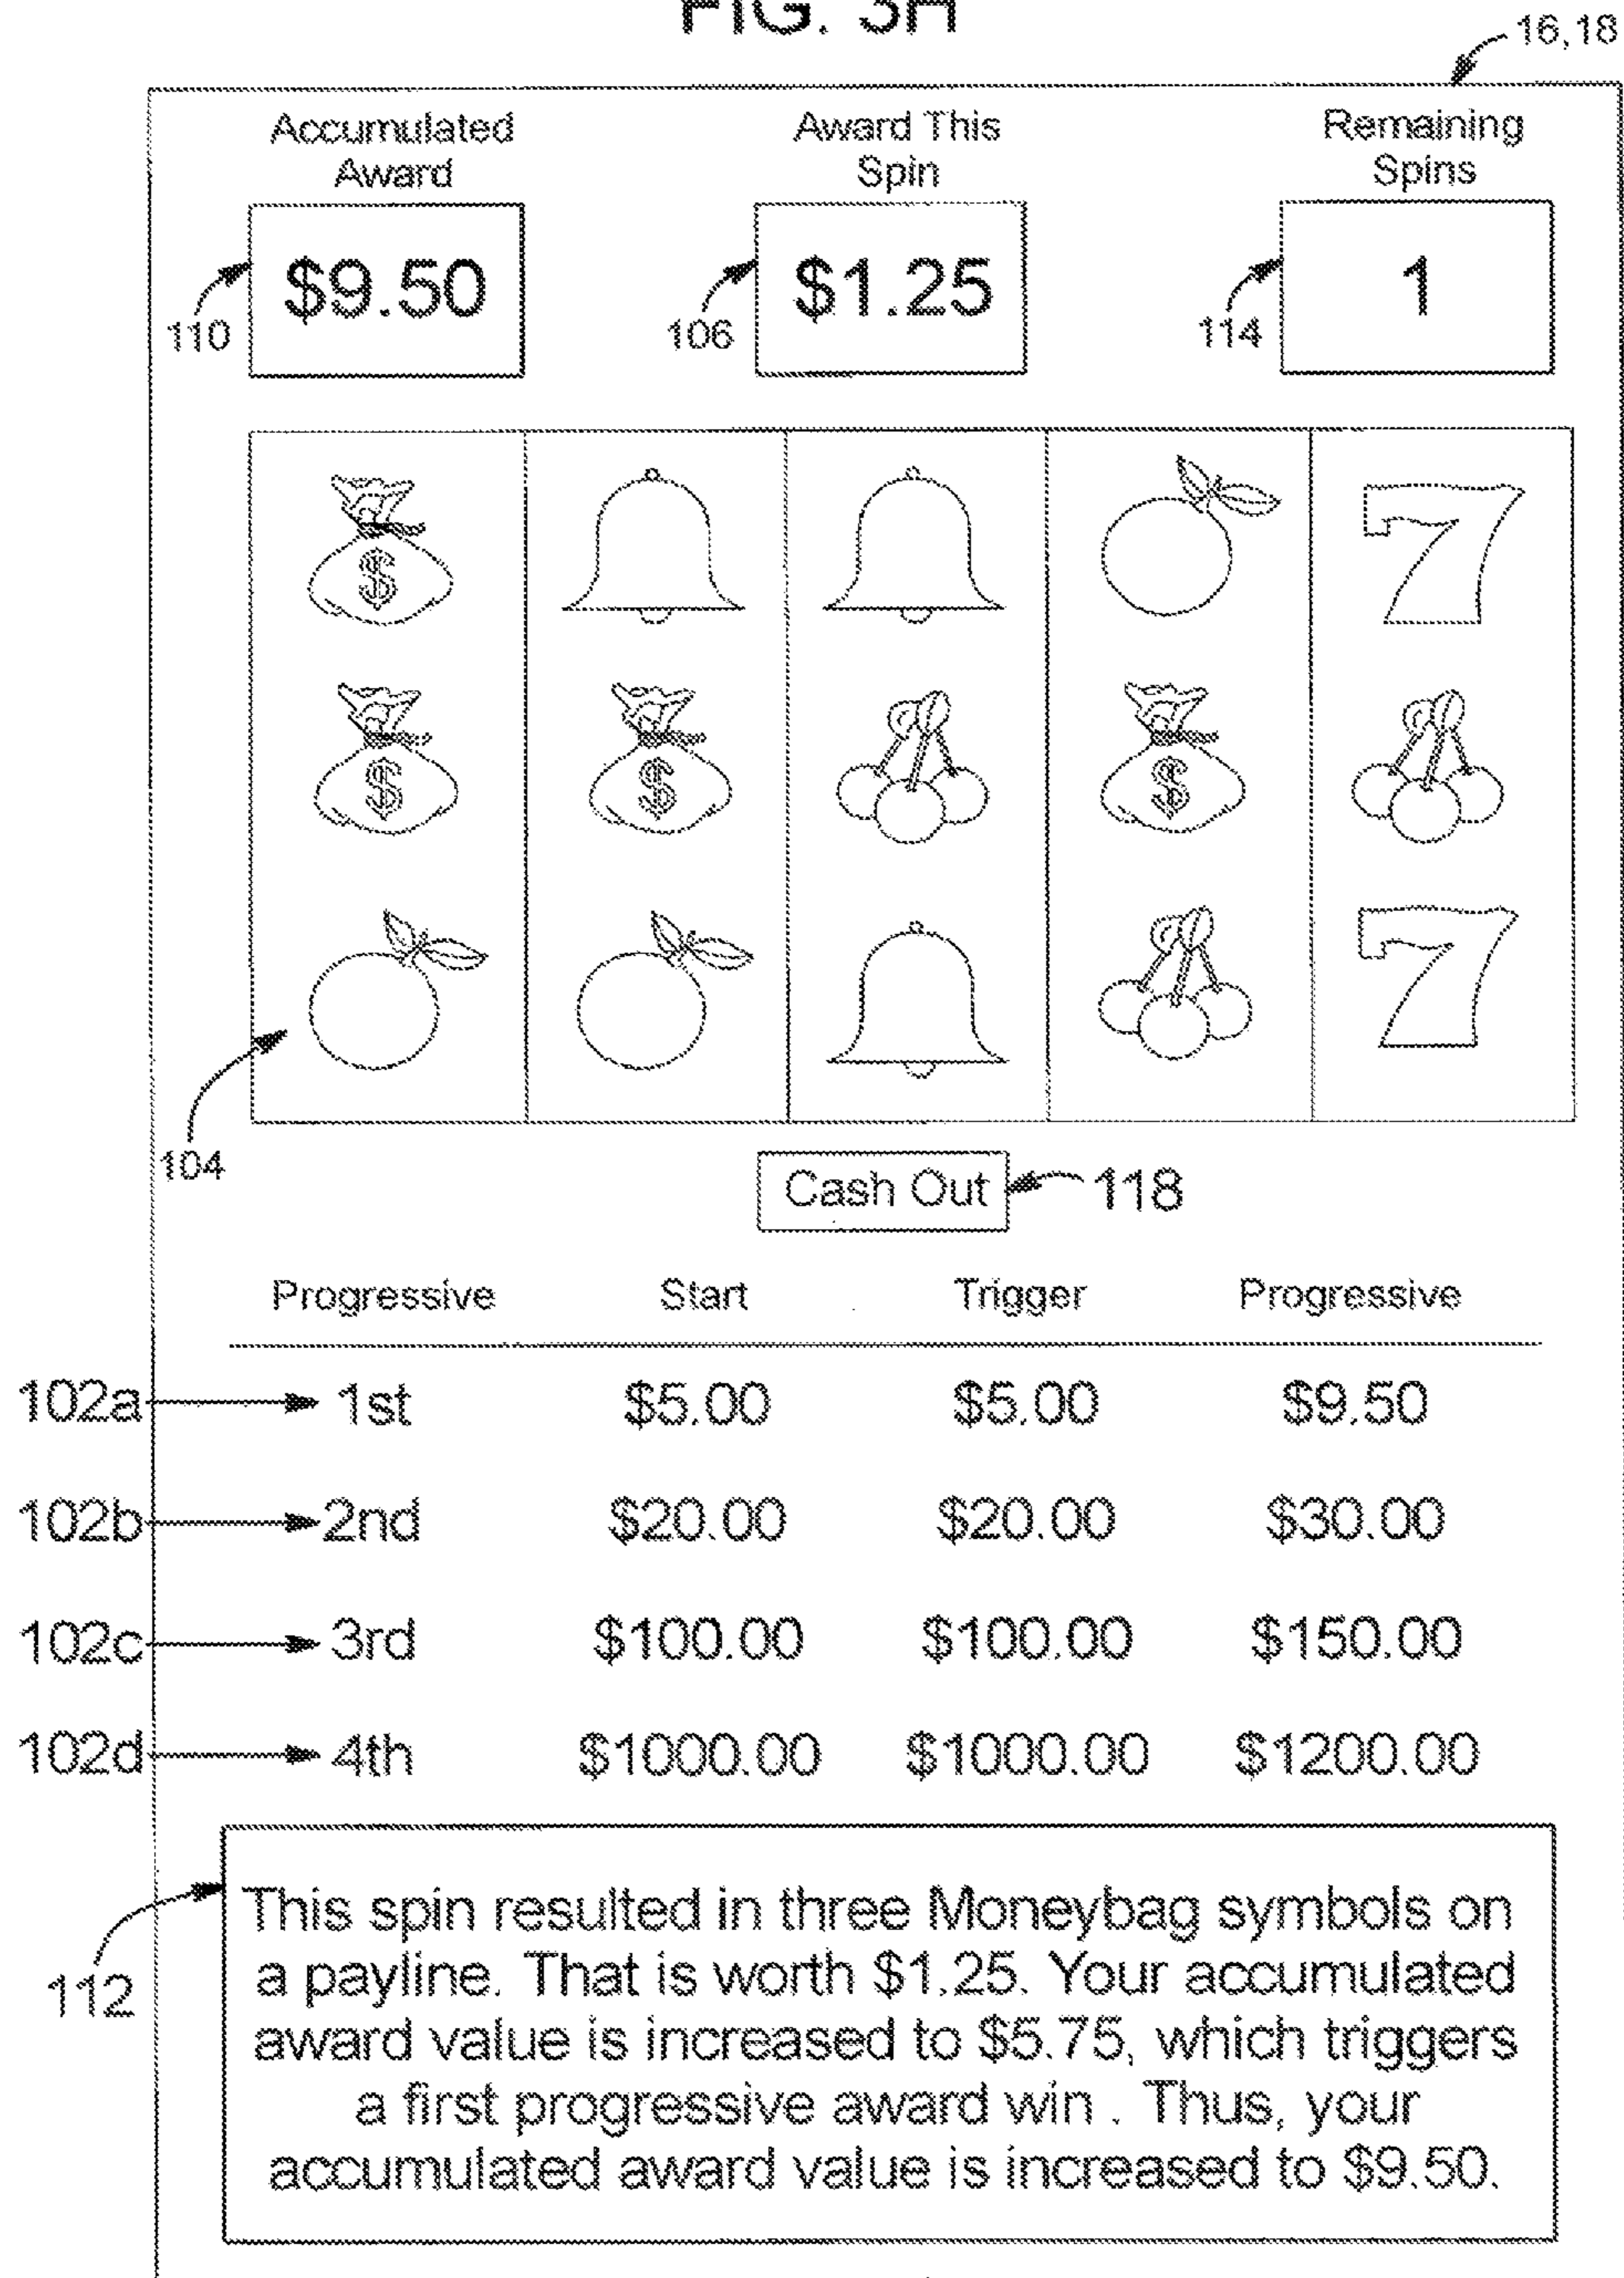 FIG. 3H
16,18
Accumulated Award
Award This Spin
Remaining Spins
$9.50
$1.25
1
110
106
114
$
7
$
$
$
7
104
Cash Out
118
Progressive Start Trigger Progressive
102a 1st $5.00 $5.00 $9.50
102b 2nd $20.00 $20.00 $30.00
102c 3rd $100.00 $100.00 $150.00
102d 4th $1000.00 $1000.00 $1200.00
This spin resulted in three Moneybag symbols on
a payline. That is worth $1.25. Your accumulated
award value is increased to $5.75, which triggers
a first progressive award win . Thus, your
accumulated award value is increased to $9.50.
112